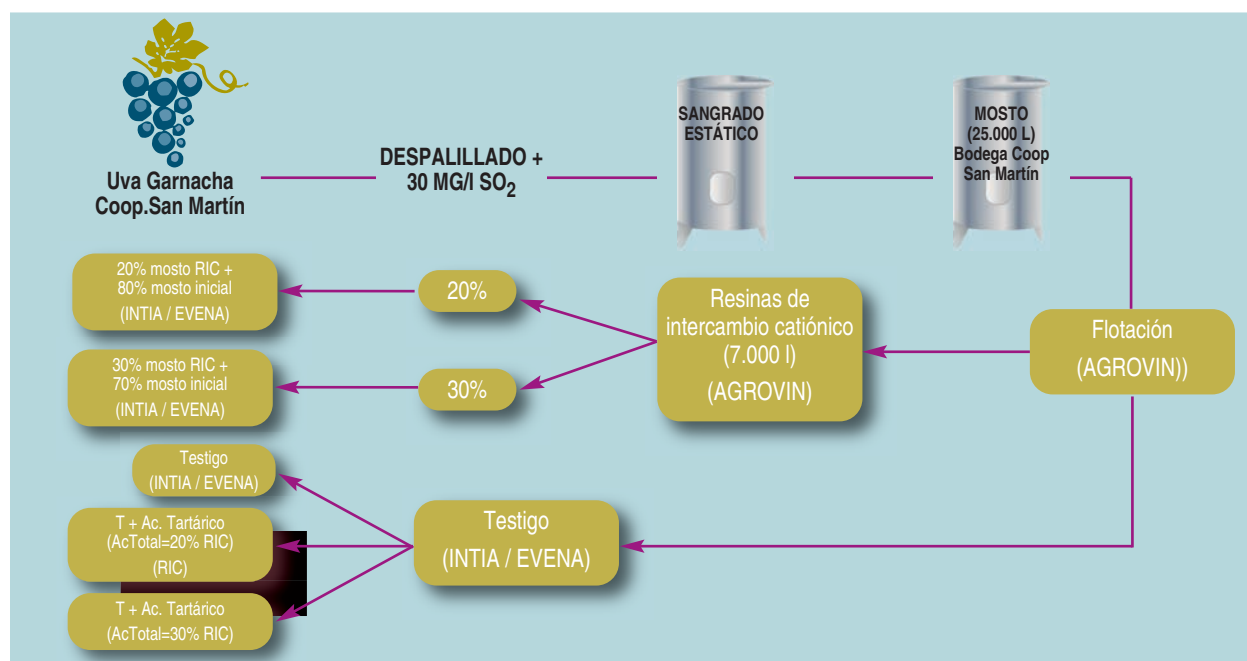 Uva Garnacha
Coop.San Martín
DESPALILLADO +
30 MG/l SO2
SANGRADO
ESTÁTICO
MOSTO
(25.000 L)
Bodega Coop
San Martín
20% mosto RIC +
80% mosto inicial
(INTIA / EVENA)
20%
Resinas de
intercambio catiónico
(7.000 l)
(AGROVIN)
Flotación
(AGROVIN))
30% mosto RIC +
70% mosto inicial
(INTIA / EVENA)
30%
Testigo
(INTIA / EVENA)
T + Ac. Tartárico
(AcTotal=20% RIC)
(RIC)
Testigo
(INTIA / EVENA)
T + Ac. Tartárico
(AcTotal=30% RIC)